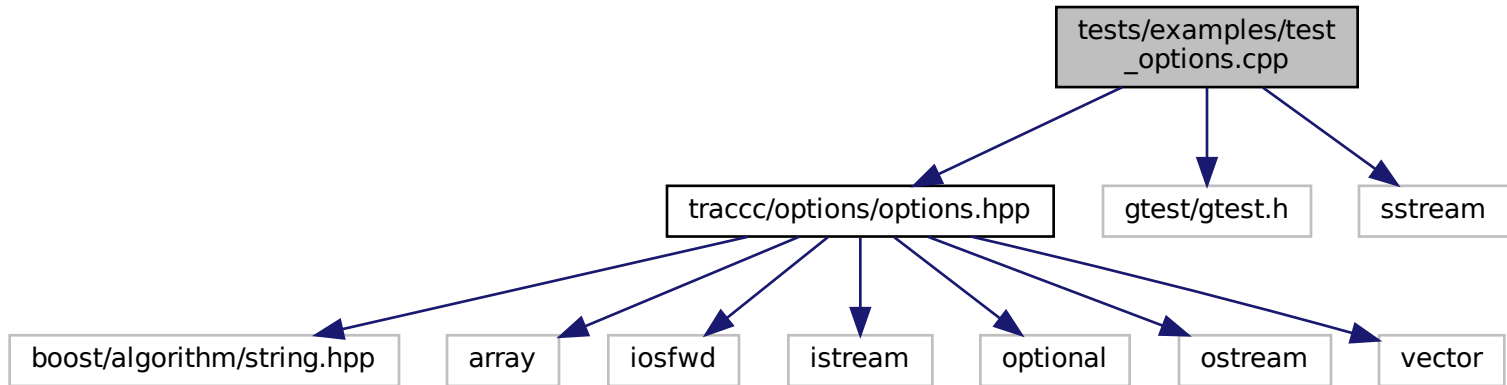 tests/examples/test
_options.cpp
traccc/options/options.hpp
gtest/gtest.h
sstream
boost/algorithm/string.hpp
array
iosfwd
istream
optional
ostream
vector